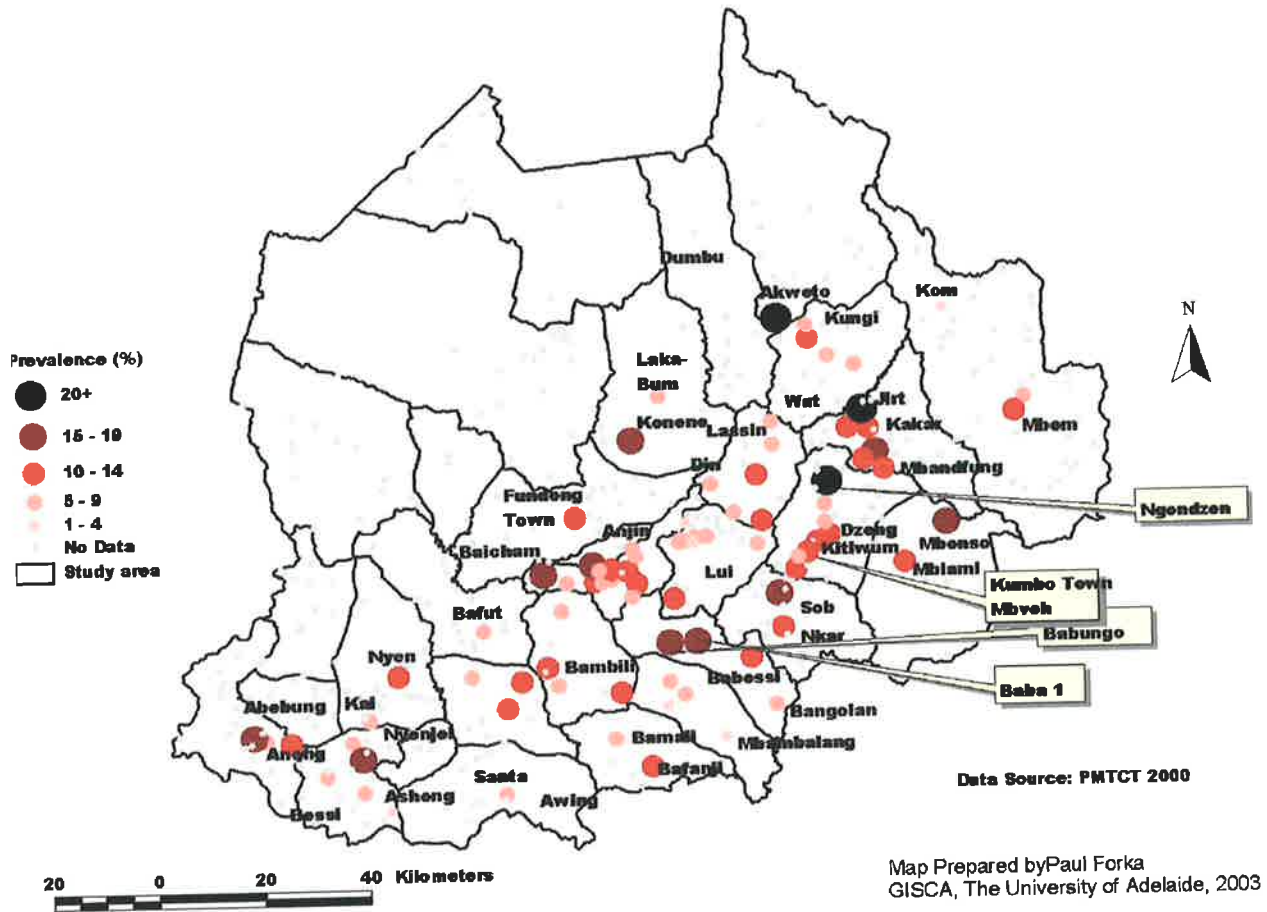 Dumbu
Akweto
Kom
Kungi
N
Prevalence (%)
20+
15 - 19
10 - 14
5 - 9
1 - 4
No Data
Study area
Laka-
Bum
Wat
Jirt
Konene
Lassin
Kakar
Mbem
Din
Mbandfung
Fundong
Town
Ngondzen
Anjin
Dzeng
Mbonso
Baicham
Kitiwum
Mbiami
Lui
Kumbo Town
Mbveh
Sob
Bafut
Nkar
Babungo
Nyen
Bambili
Babessi
Baba 1
Abebung
Kai
Bangolan
Nyonjei
Bamali
Mbambalang
Aneng
Santa
Bafanji
Data Source: PMTCT 2000
Ashong
Awing
Bossi
20 0 20 40 Kilometers
Map Prepared byPaul Forka
GISCA, The University of Adelaide, 2003